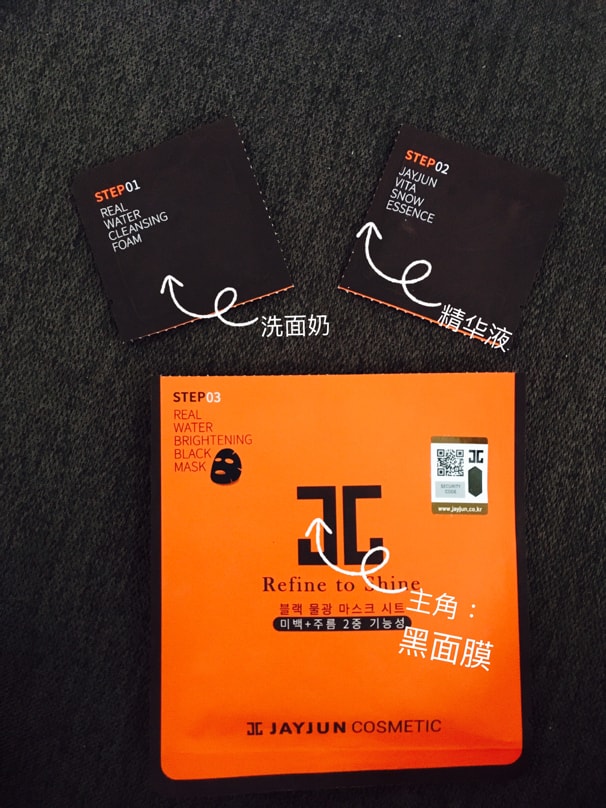 STEP01
REAL
WATER
CLEANSING
FOAM
洗面奶
STEP02
JAYJUN
VITA
SNOW
ESSENCE
精华液
STEP03
REAL
WATER
BRIGHTENING
BLACK
MASK
SECURITY
www.jayjun.co.kr
Refine to Shine
블랙 물광 마스크 시트
미백+주름 2중 기능성
主角：
黑面膜
JAYJUN COSMETIC